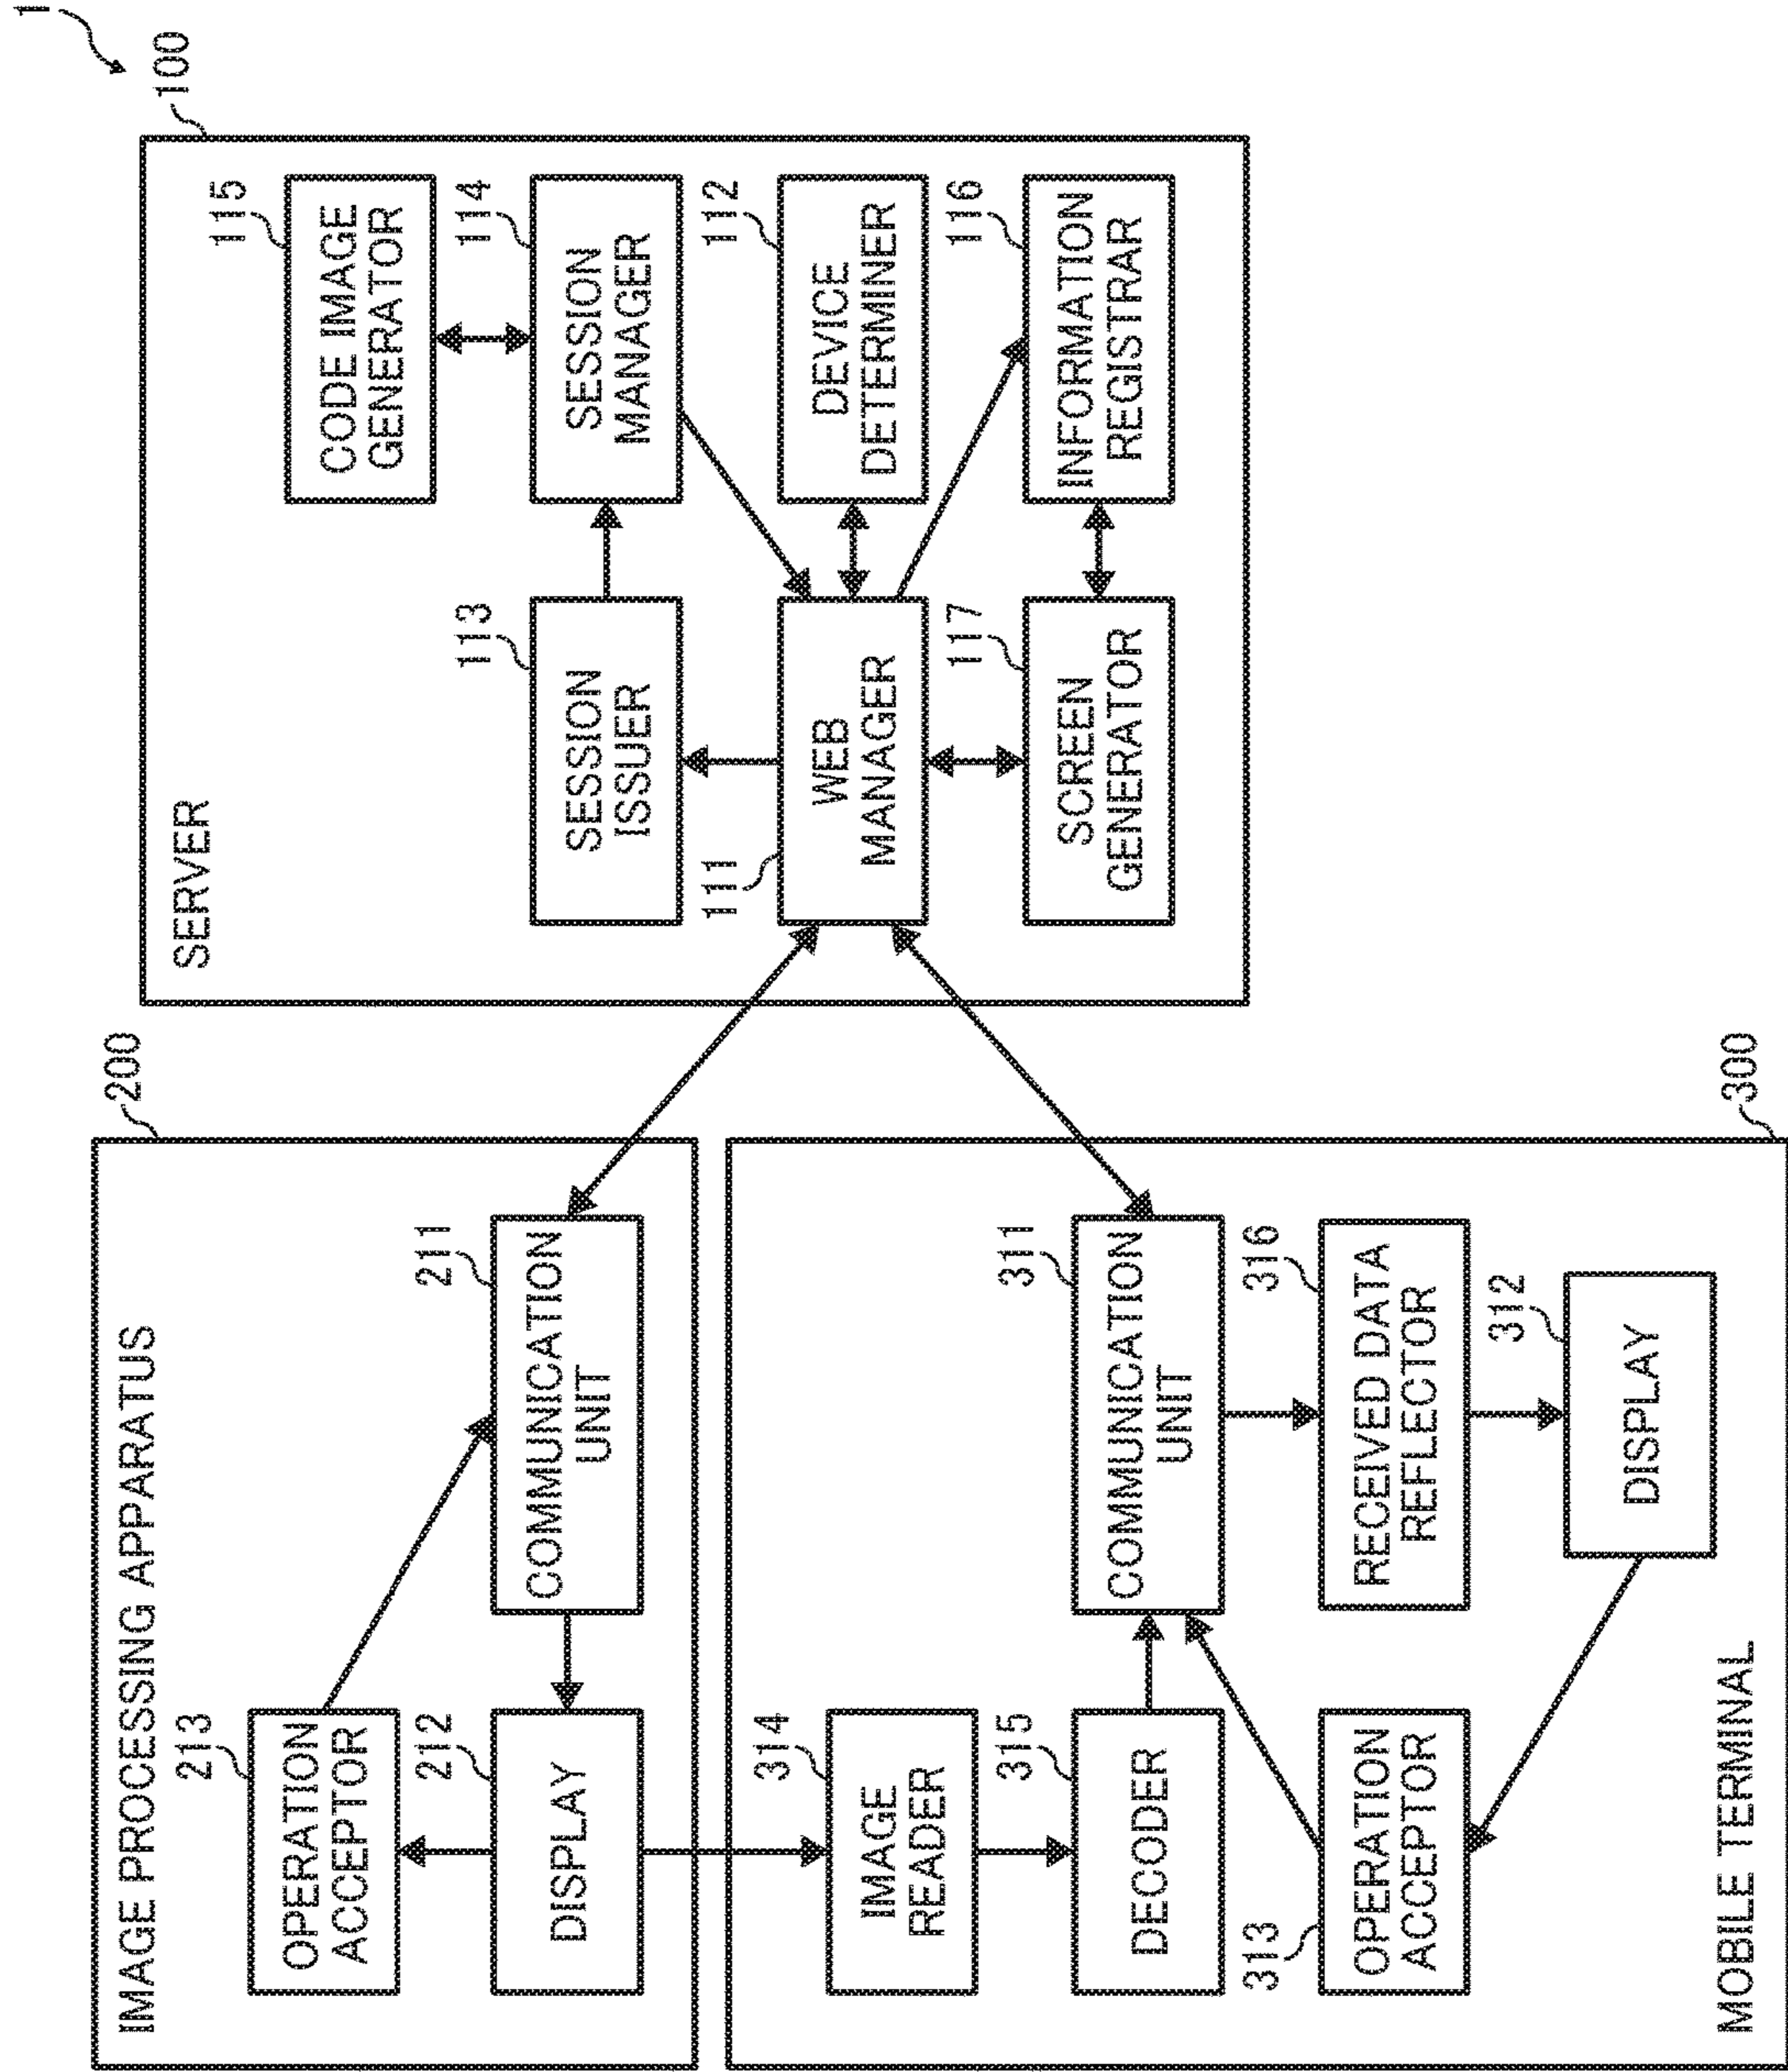 1
IMAGE PROCESSING APPARATUS
200
213
OPERATION
ACCEPTOR
212
DISPLAY
211
COMMUNICATION
UNIT
SERVER
100
115
CODE IMAGE
GENERATOR
113
SESSION
ISSUER
114
SESSION
MANAGER
111
WEB
MANAGER
112
DEVICE
DETERMINER
117
SCREEN
GENERATOR
116
INFORMATION
REGISTRAR
314
IMAGE
READER
315
DECODER
311
COMMUNICATION
UNIT
313
OPERATION
ACCEPTOR
316
RECEIVED DATA
REFLECTOR
312
DISPLAY
MOBILE TERMINAL
300